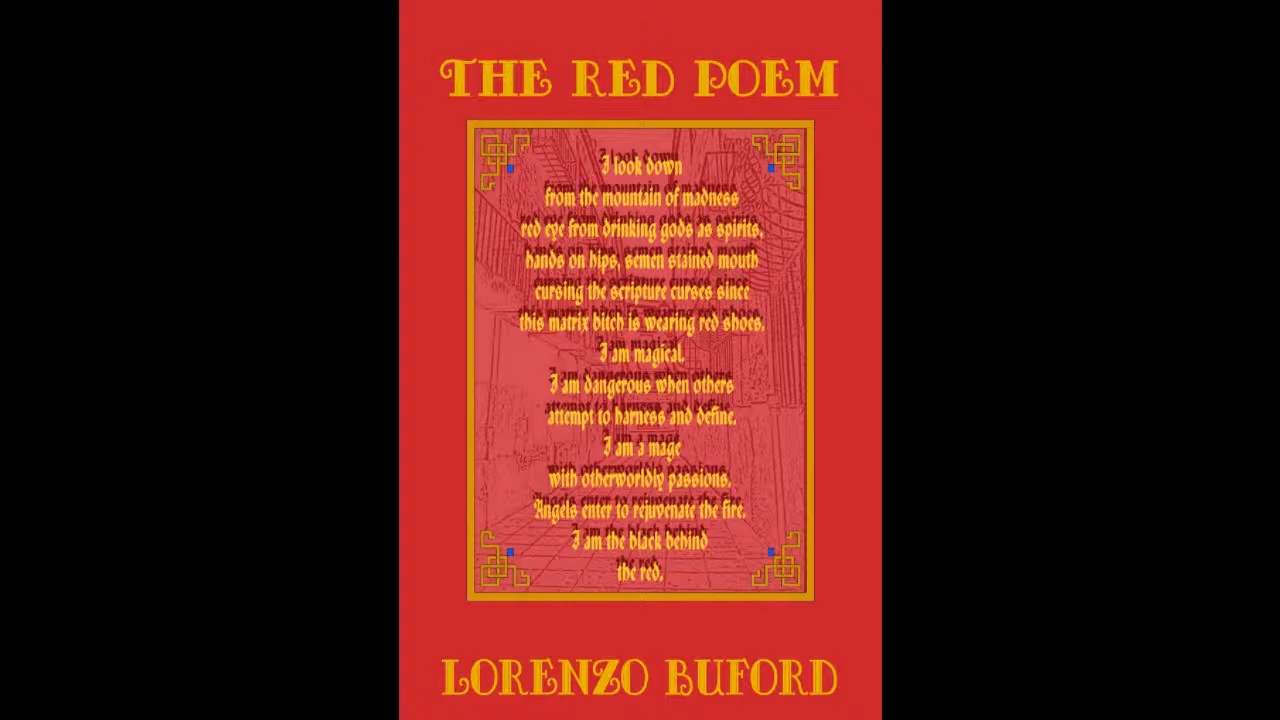 THE RED POEM
I look down
from the mountain of madness
red eye from drinking gods as spirits,
hands on hips, semen stained mouth
cursing the scripture curses since
this matrix bitch is wearing red shoes.
I am magical.
I am dangerous when others
attempt to harness and define.
I am a mage
with otherworldly passions.
Angels enter to rejuvenate the fire.
I am the black behind
the red.
LORENZO BUFORD